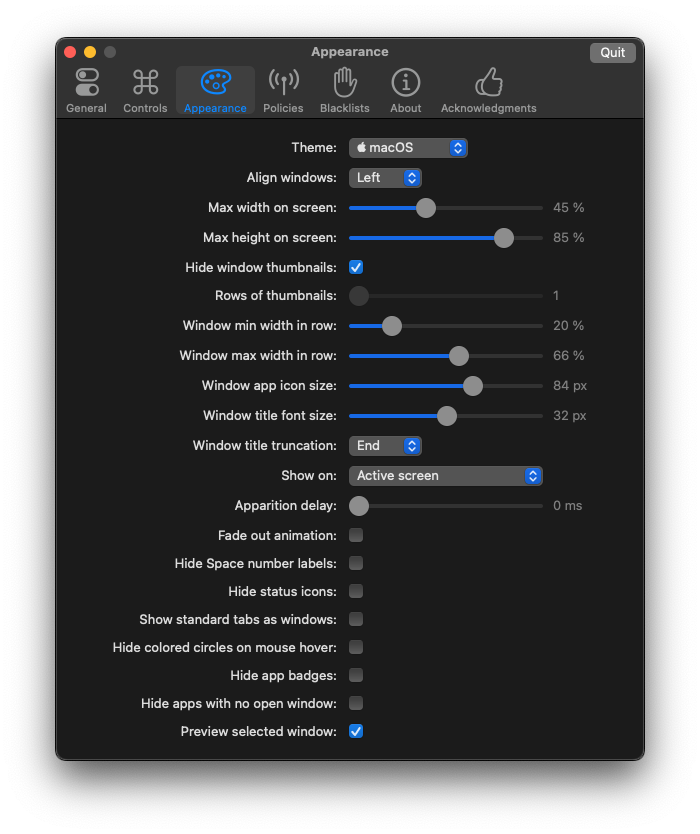 Appearance
Quit
General Controls Appearance Policies Blacklists About Acknowledgments
Theme: macOS
Align windows: Left
Max width on screen: 45 %
Max height on screen: 85 %
Hide window thumbnails:
Rows of thumbnails: 1
Window min width in row: 20 %
Window max width in row: 66 %
Window app icon size: 84 px
Window title font size: 32 px
Window title truncation: End
Show on: Active screen
Apparition delay: 0 ms
Fade out animation:
Hide Space number labels:
Hide status icons:
Show standard tabs as windows:
Hide colored circles on mouse hover:
Hide app badges:
Hide apps with no open window:
Preview selected window: